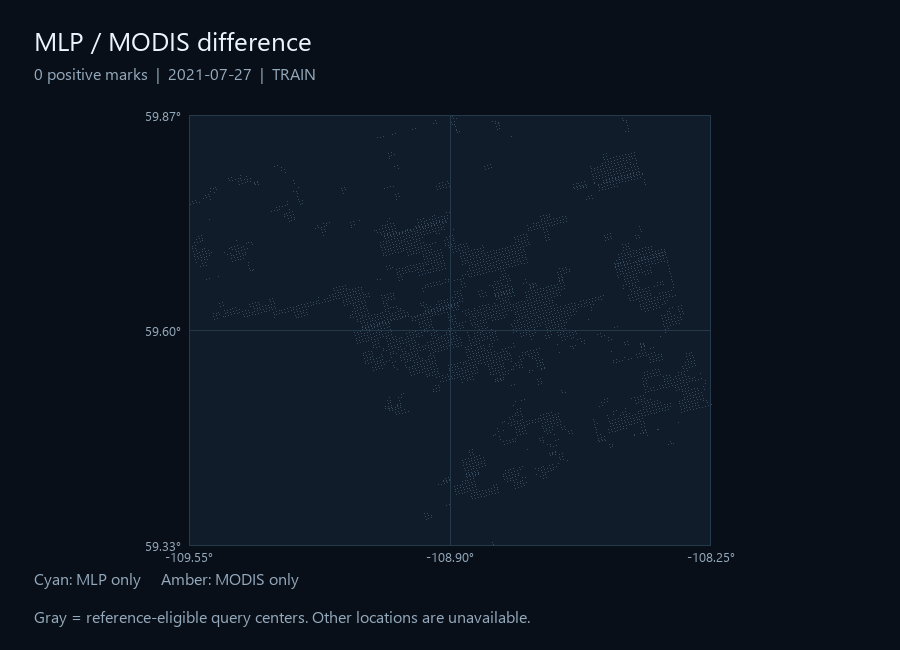 MLP / MODIS difference
0 positive marks | 2021-07-27 | TRAIN
59.87°
59.60°
59.33°
-109.55° -108.90° -108.25°
Cyan: MLP only Amber: MODIS only
Gray = reference-eligible query centers. Other locations are unavailable.